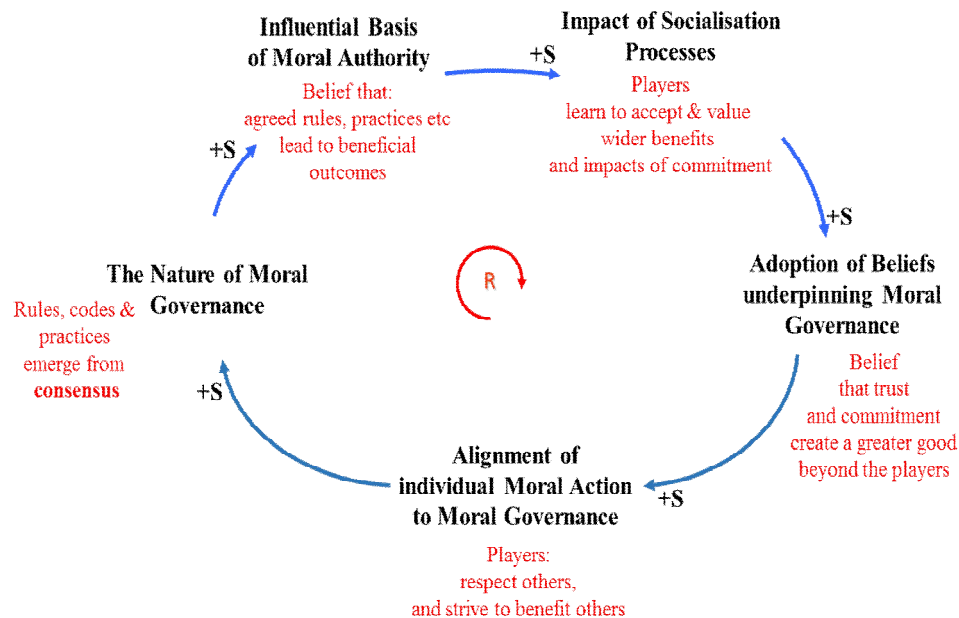 Influential Basis
of Moral Authority
Belief that:
agreed rules, practices etc
lead to beneficial
outcomes
+S
Impact of Socialisation
Processes
Players
learn to accept & value
wider benefits
and impacts of commitment
+S
Adoption of Beliefs
underpinning Moral
Governance
Belief
that trust
and commitment
create a greater good
beyond the players
+S
Alignment of
individual Moral Action
to Moral Governance
Players:
respect others,
and strive to benefit others
+S
The Nature of Moral
Governance
Rules, codes &
practices
emerge from
consensus
+S
R